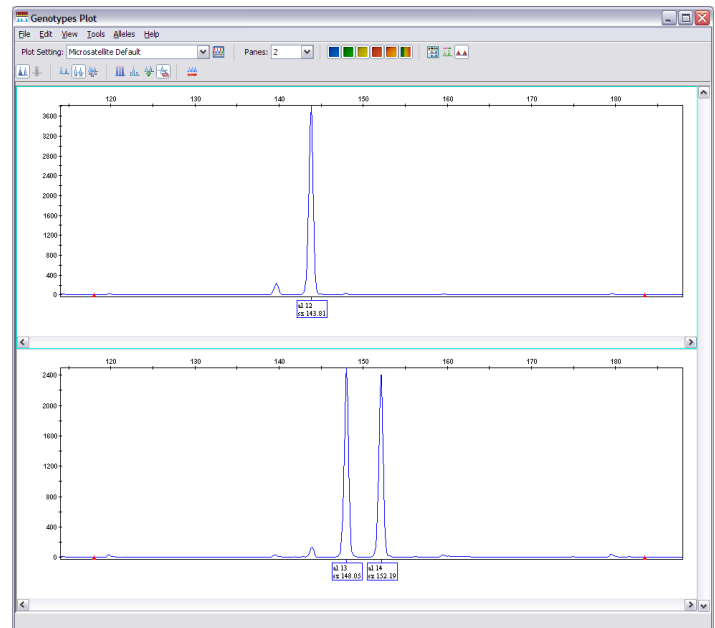 Genotypes Plot
File Edit View Tools Alleles Help
Plot Setting: Microsatellite Default Panes: 2
120 130 140 150 160 170 180
3600
3200
2800
2400
2000
1600
1200
800
400
0
al 12
sz 143.81
120 130 140 150 160 170 180
2400
2000
1600
1200
800
400
0
al 13 al 14
sz 148.05 sz 152.19